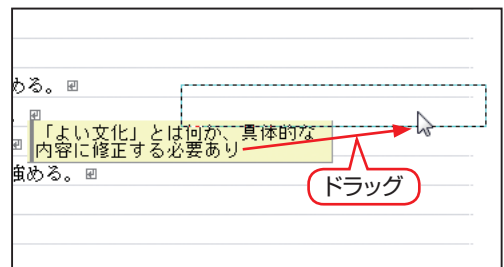 める。
「よい文化」とは何か、具体的な
内容に修正する必要あり
強める。
ドラッグ